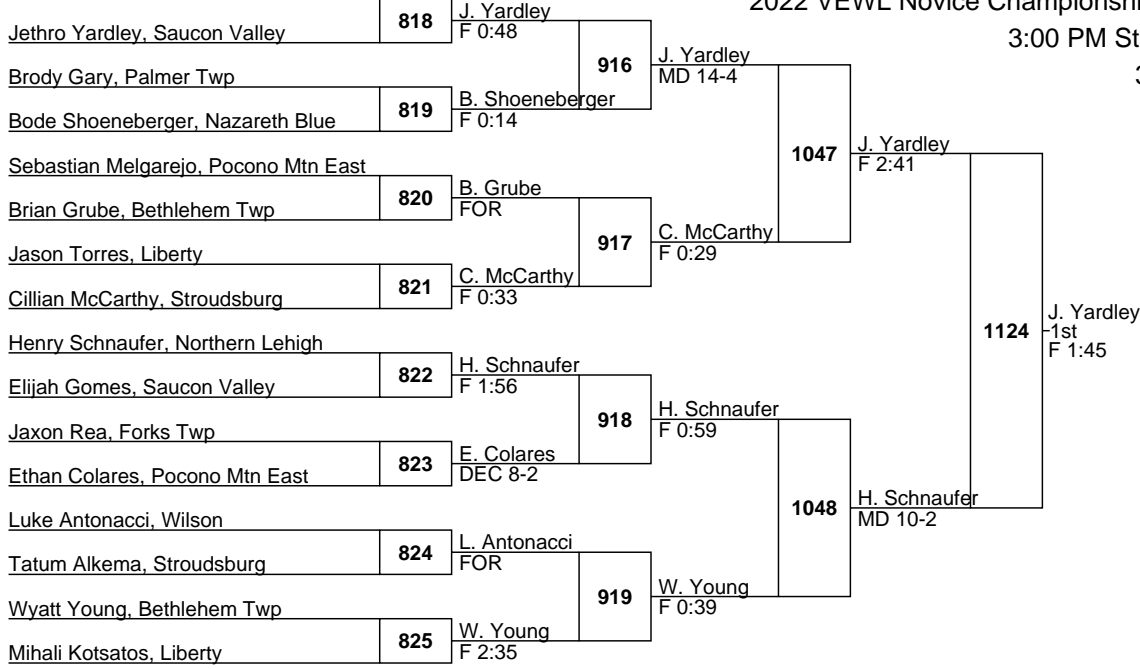 2022 VEWL Novice Championshi
3:00 PM St
Jethro Yardley, Saucon Valley
818
J. Yardley
F 0:48
916
J. Yardley
MD 14-4
Brody Gary, Palmer Twp
819
B. Shoeneberger
F 0:14
Bode Shoeneberger, Nazareth Blue
1047
J. Yardley
F 2:41
Sebastian Melgarejo, Pocono Mtn East
820
B. Grube
FOR
Brian Grube, Bethlehem Twp
917
C. McCarthy
F 0:29
Jason Torres, Liberty
821
C. McCarthy
F 0:33
Cillian McCarthy, Stroudsburg
1124
J. Yardley
1st
F 1:45
Henry Schnaufer, Northern Lehigh
822
H. Schnaufer
F 1:56
Elijah Gomes, Saucon Valley
918
H. Schnaufer
F 0:59
Jaxon Rea, Forks Twp
823
E. Colares
DEC 8-2
Ethan Colares, Pocono Mtn East
1048
H. Schnaufer
MD 10-2
Luke Antonacci, Wilson
824
L. Antonacci
FOR
Tatum Alkema, Stroudsburg
919
W. Young
F 0:39
Wyatt Young, Bethlehem Twp
825
W. Young
F 2:35
Mihali Kotsatos, Liberty